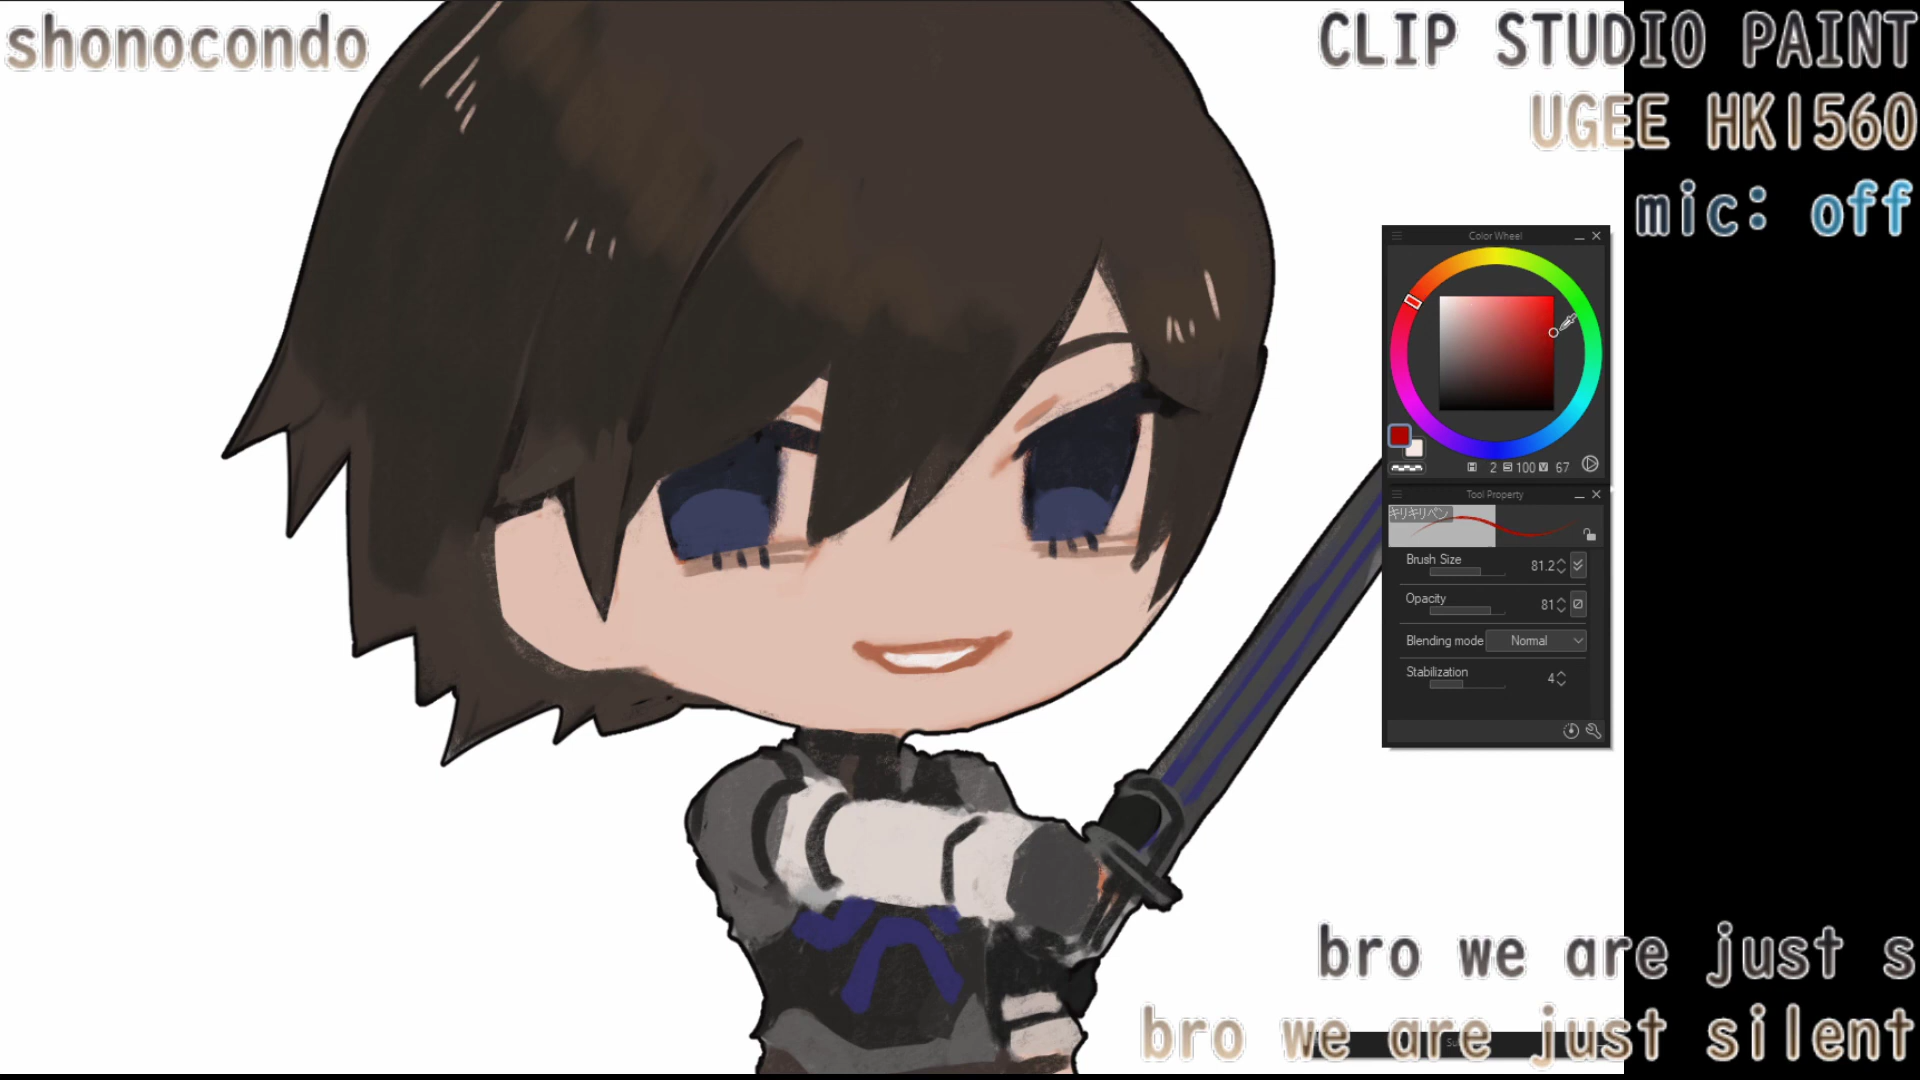 shonocondo
CLIP STUDIO PAINT
UGEE HK1560
mic: off
Color Wheel
H 2 S 100 V 67
Tool Property
キリキリペン
Brush Size 81.2
Opacity 81
Blending mode Normal
Stabilization 4
bro we are just s
bro we are just silent